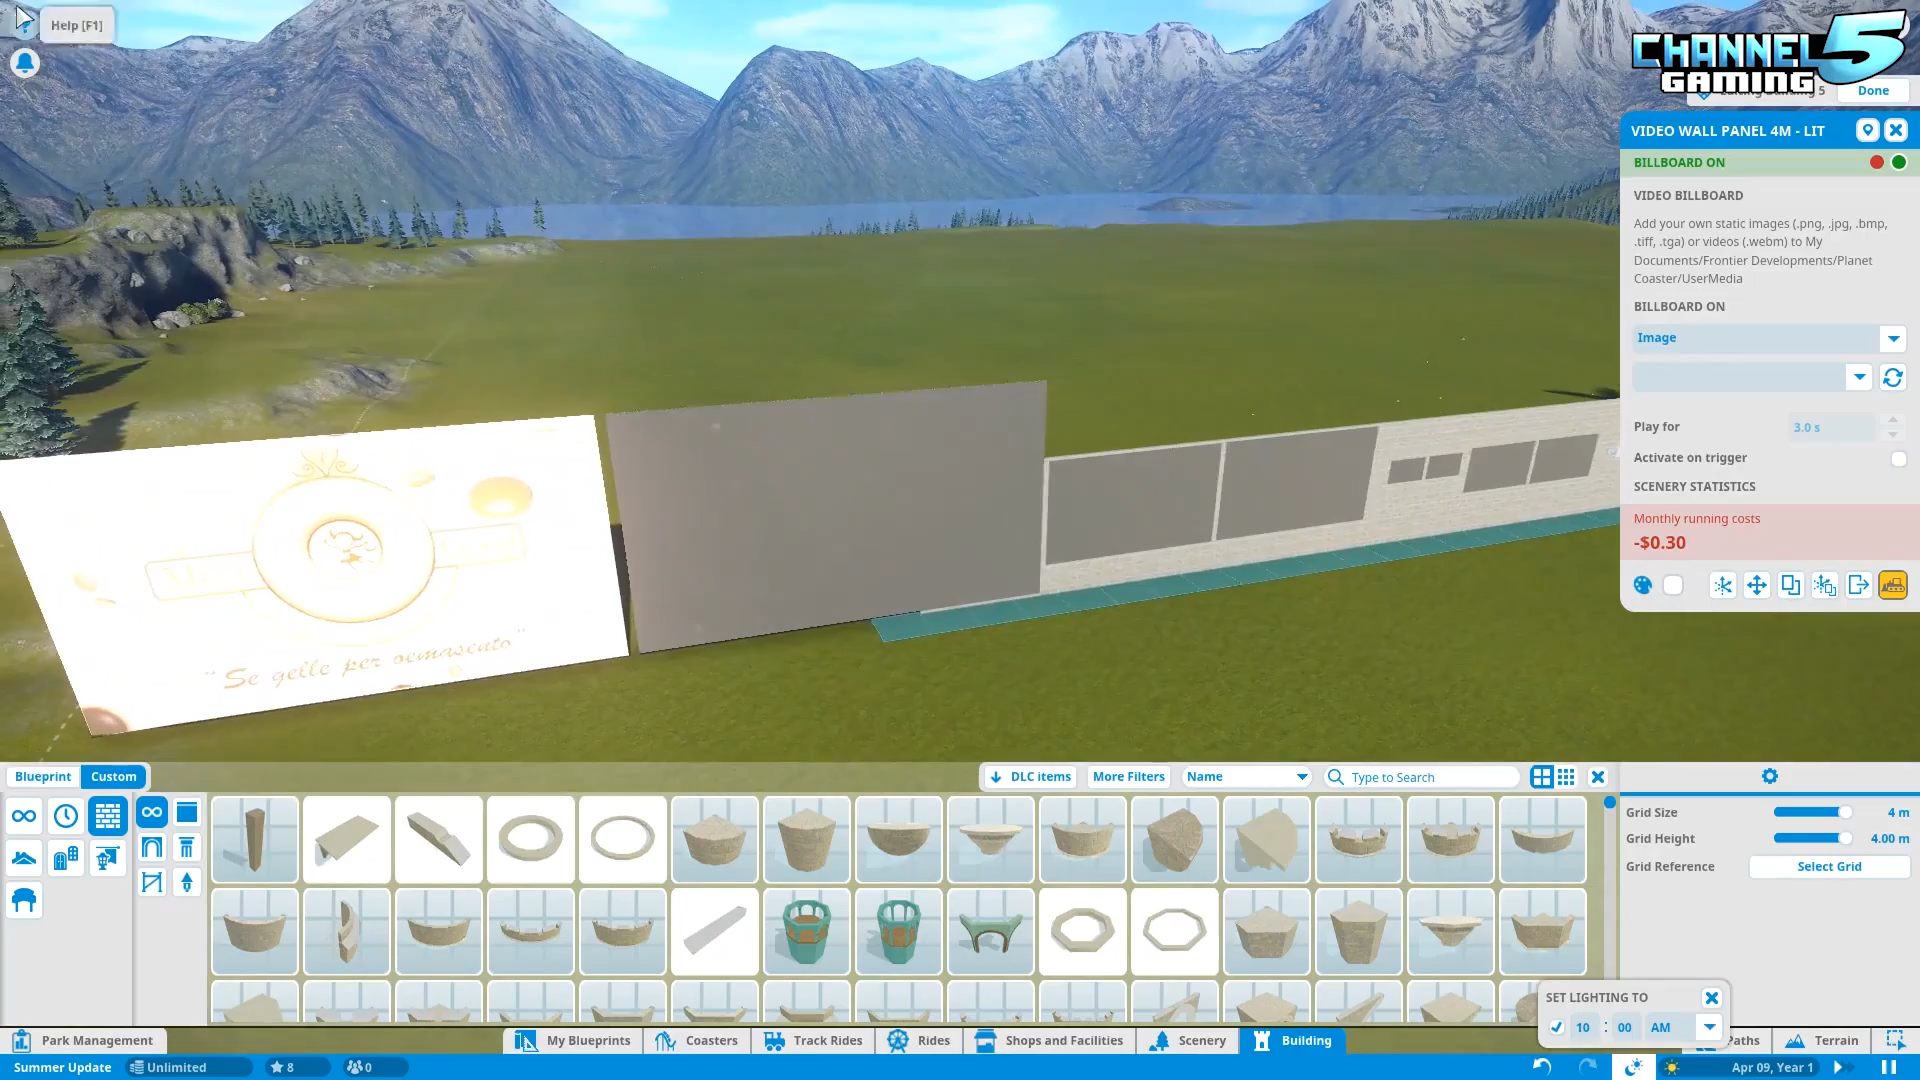 Help [F1]
CHANNEL 5
GAMING
5
Done
VIDEO WALL PANEL 4M - LIT
BILLBOARD ON
VIDEO BILLBOARD
Add your own static images (.png, .jpg, .bmp,
.tiff, .tga) or videos (.webm) to My
Documents/Frontier Developments/Planet
Coaster/UserMedia
BILLBOARD ON
Image
Play for
3.0 s
Activate on trigger
SCENERY STATISTICS
Monthly running costs
-$0.30
"Se gelle per oemascuto"
Blueprint
Custom
DLC items
More Filters
Name
Type to Search
Grid Size
4 m
Grid Height
4.00 m
Grid Reference
Select Grid
SET LIGHTING TO
10 : 00 AM
Park Management
My Blueprints
Coasters
Track Rides
Rides
Shops and Facilities
Scenery
Building
Paths
Terrain
Summer Update
Unlimited
8
0
Apr 09, Year 1